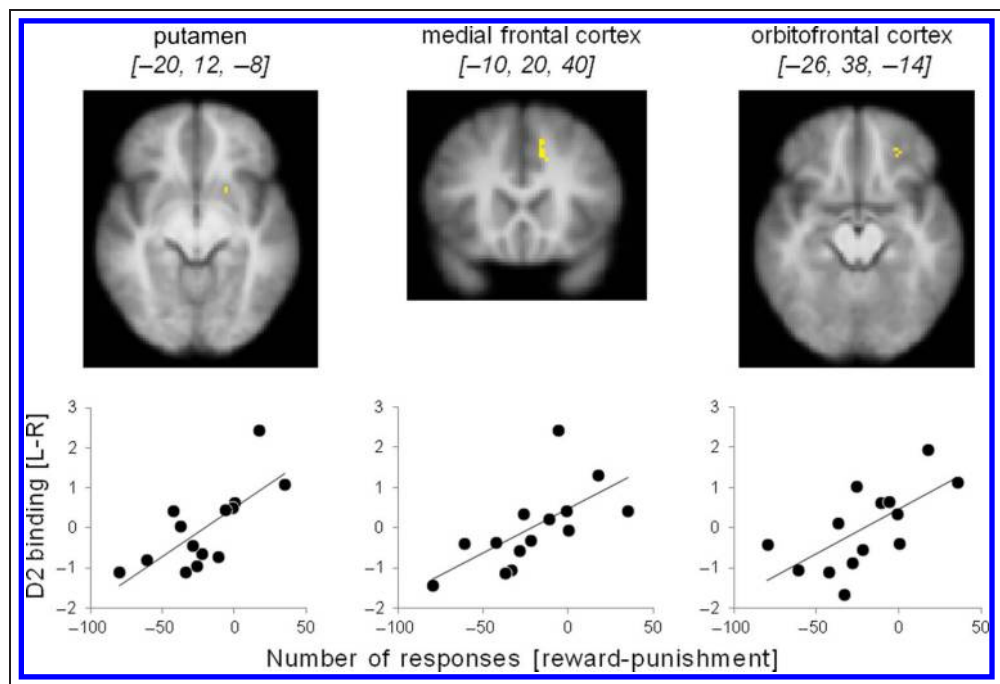 putamen
[–20, 12, –8]
medial frontal cortex
[–10, 20, 40]
orbitofrontal cortex
[–26, 38, –14]
D2 binding [L-R]
3
2
1
0
–1
–2
–100 –50 0 50
3
2
1
0
–1
–2
–100 –50 0 50
3
2
1
0
–1
–2
–100 –50 0 50
Number of responses [reward-punishment]